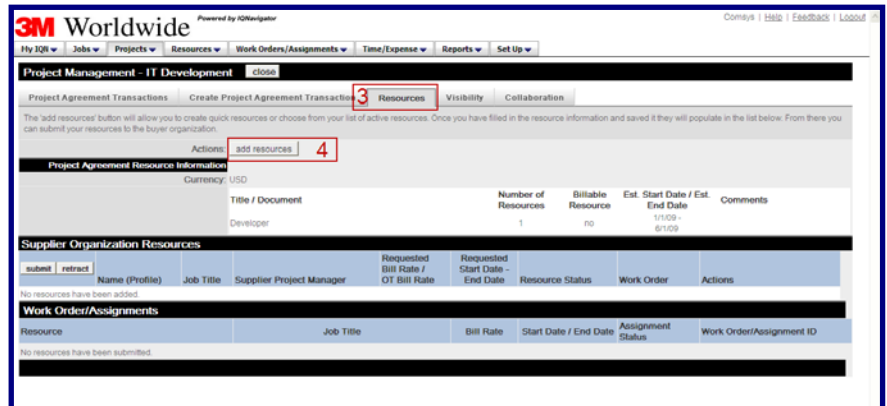 3M Worldwide Powered by IQNavigator
Comsys | Help | Feedback | Logout
My IQN Jobs Projects Resources Work Orders/Assignments Time/Expense Reports Set Up
Project Management - IT Development close
Project Agreement Transactions Create Project Agreement Transaction 3 Resources Visibility Collaboration
The 'add resources' button will allow you to create quick resources or choose from your list of active resources. Once you have filled in the resource information and saved it they will populate in the list below. From there you
can submit your resources to the buyer organization.
Actions: add resources 4
Project Agreement Resource Information
Currency: USD
Title / Document Number of Resources Billable Resource Est. Start Date / Est. End Date Comments
Developer 1 no 1/1/09 - 6/1/09
Supplier Organization Resources
submit retract Name (Profile) Job Title Supplier Project Manager Requested Bill Rate / OT Bill Rate Requested Start Date - End Date Resource Status Work Order Actions
No resources have been added.
Work Order/Assignments
Resource Job Title Bill Rate Start Date / End Date Assignment Status Work Order/Assignment ID
No resources have been submitted.